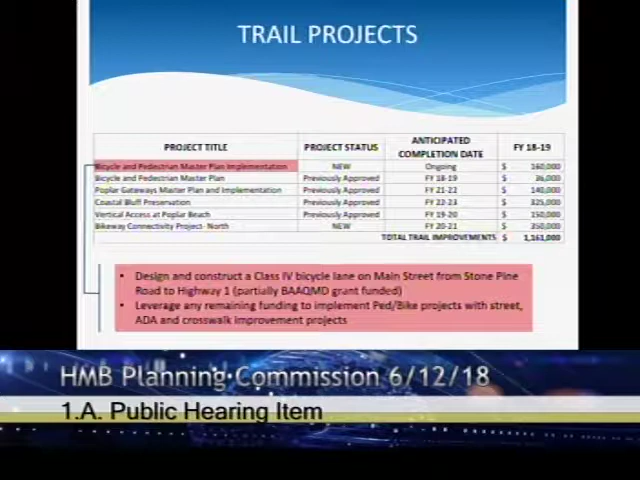 TRAIL PROJECTS
PROJECT TITLE PROJECT STATUS ANTICIPATED COMPLETION DATE FY 18-19
Bicycle and Pedestrian Master Plan Implementation NEW Ongoing $ 160,000
Bicycle and Pedestrian Master Plan Previously Approved FY 18-19 $ 36,000
Poplar Gateways Master Plan and Implementation Previously Approved FY 21-22 $ 140,000
Coastal Bluff Preservation Previously Approved FY 22-23 $ 325,000
Vertical Access at Poplar Beach Previously Approved FY 19-20 $ 150,000
Bikeway Connectivity Project- North NEW FY 20-21 $ 350,000
TOTAL TRAIL IMPROVEMENTS $ 1,161,000
• Design and construct a Class IV bicycle lane on Main Street from Stone Pine
Road to Highway 1 (partially BAAQMD grant funded)
• Leverage any remaining funding to implement Ped/Bike projects with street,
ADA and crosswalk improvement projects
HMB Planning Commission 6/12/18
1.A. Public Hearing Item